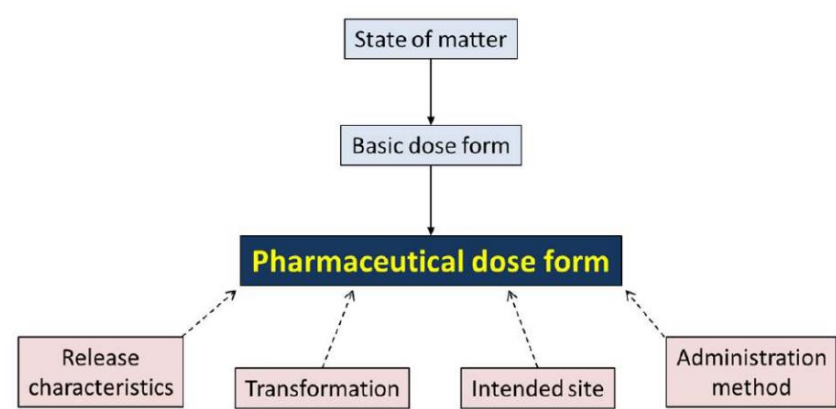 State of matter
Basic dose form
Pharmaceutical dose form
Release
characteristics
Transformation
Intended site
Administration
method